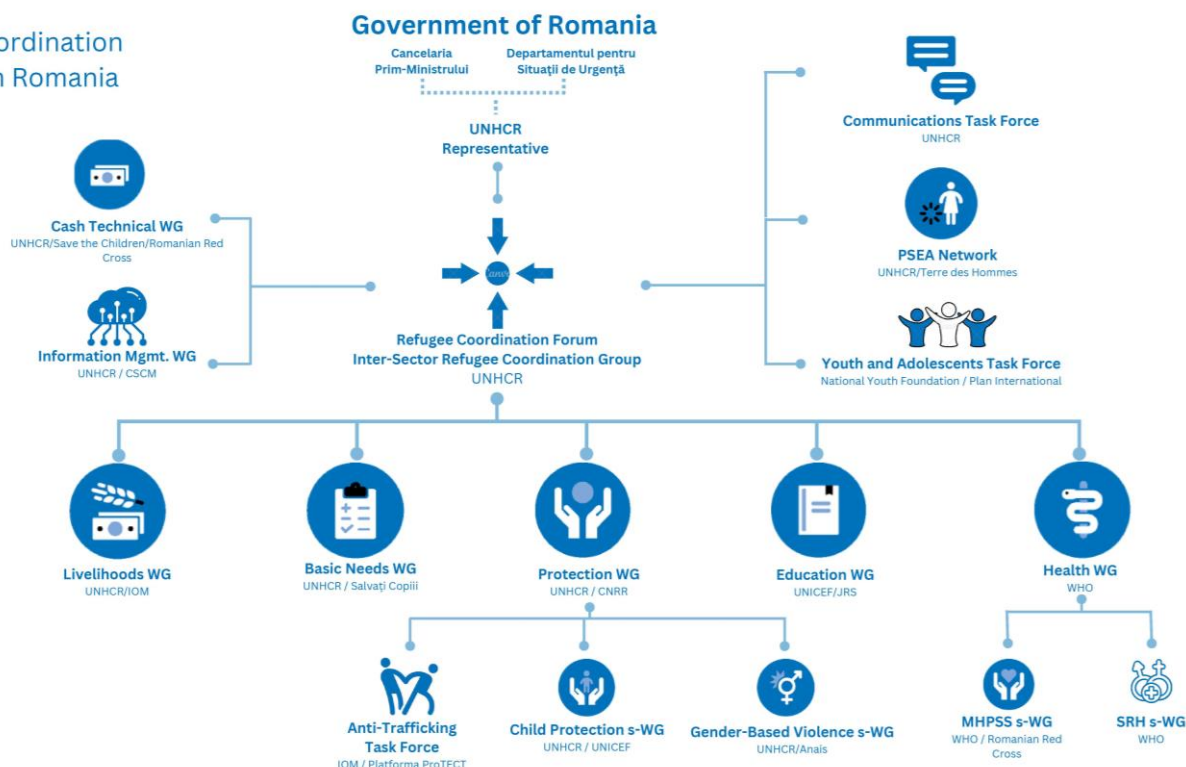 ordination
n Romania
Government of Romania
Cancelaria
Prim-Ministrului
Departamentul pentru
Situații de Urgență
UNHCR
Representative
Communications Task Force
UNHCR
Cash Technical WG
UNHCR/Save the Children/Romanian Red
Cross
PSEA Network
UNHCR/Terre des Hommes
Canva
Information Mgmt. WG
UNHCR / CSCM
Refugee Coordination Forum
Inter-Sector Refugee Coordination Group
UNHCR
Youth and Adolescents Task Force
National Youth Foundation / Plan International
Livelihoods WG
UNHCR/IOM
Basic Needs WG
UNHCR / Salvați Copiii
Protection WG
UNHCR / CNRR
Education WG
UNICEF/JRS
Health WG
WHO
Anti-Trafficking
Task Force
IOM / Platforma ProTECT
Child Protection s-WG
UNHCR / UNICEF
Gender-Based Violence s-WG
UNHCR/Anais
MHPSS s-WG
WHO / Romanian Red
Cross
SRH s-WG
WHO